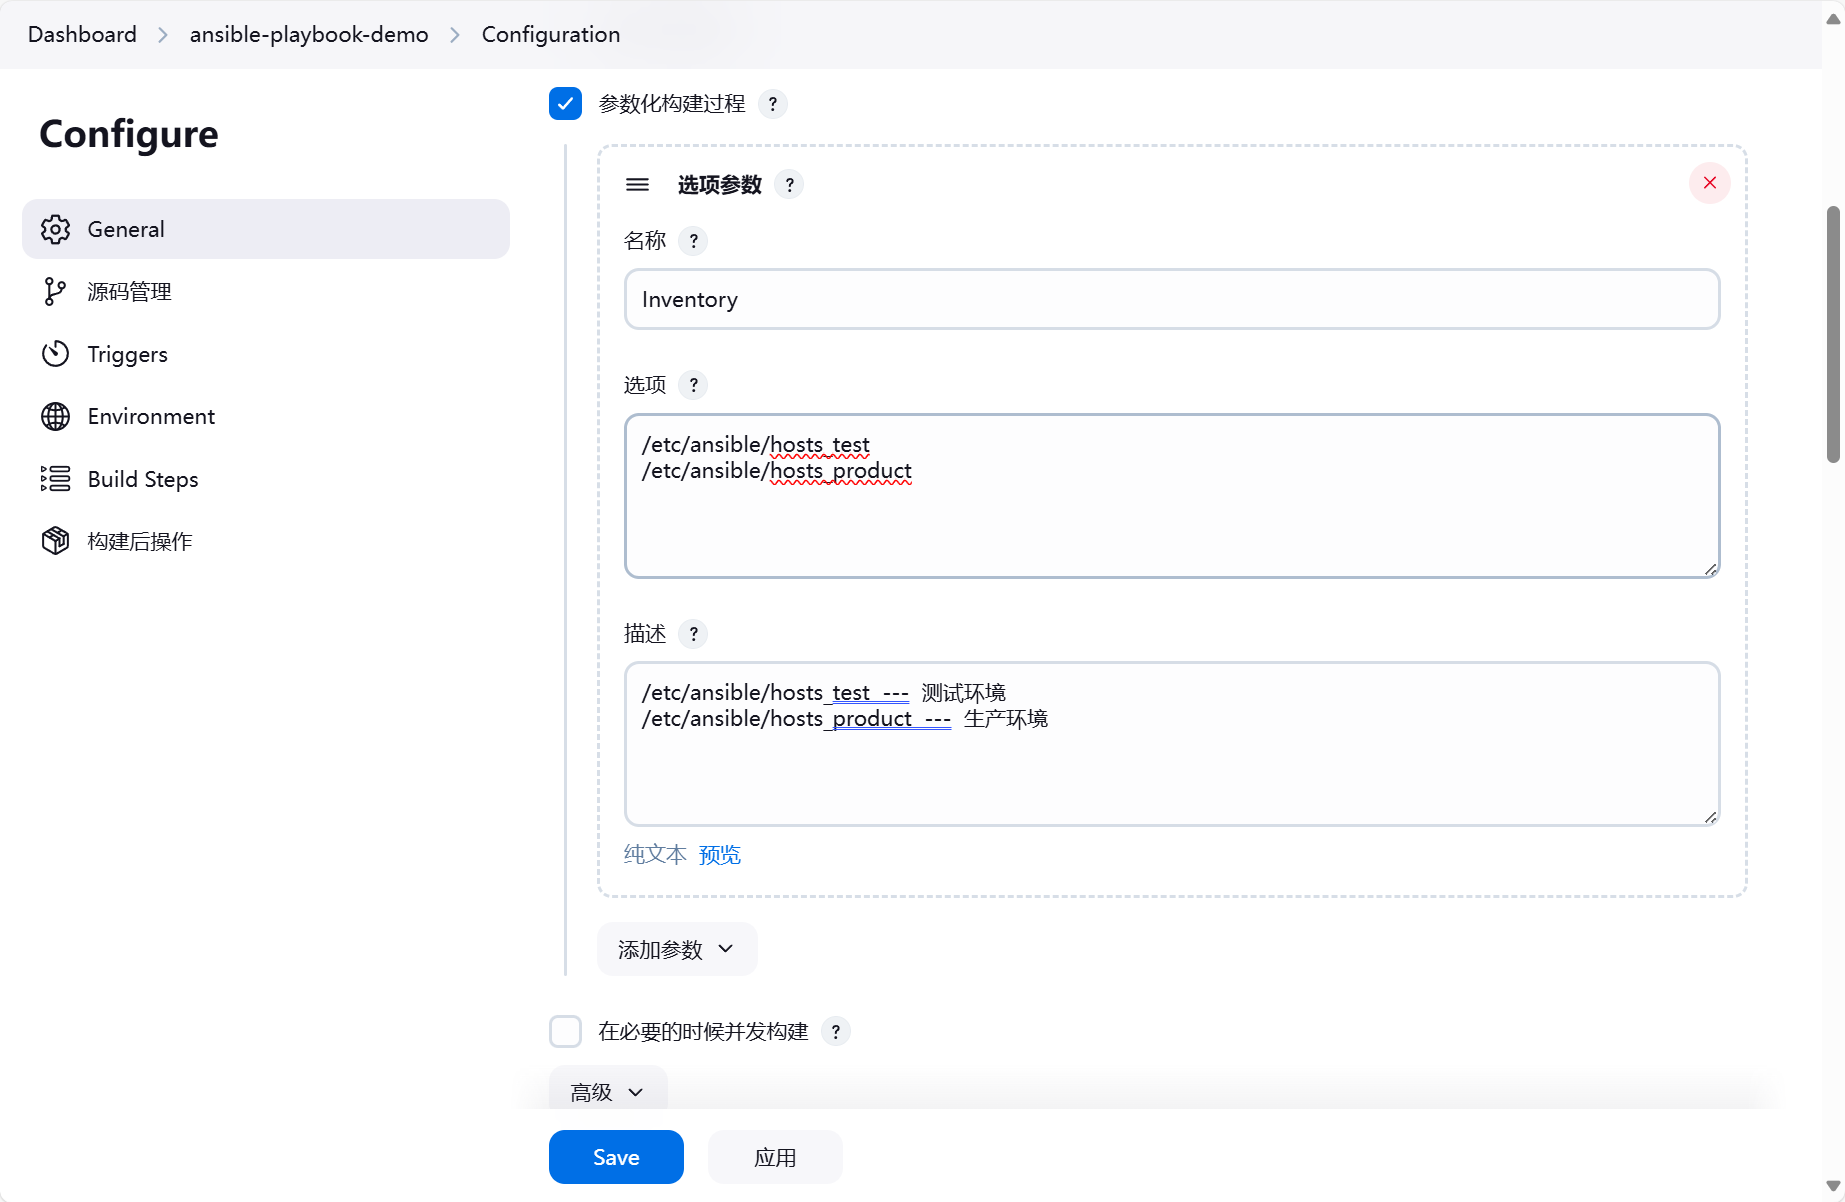 Dashboard > ansible-playbook-demo > Configuration
Configure
General
源码管理
Triggers
Environment
Build Steps
构建后操作
参数化构建过程 ?
选项参数 ?
名称 ?
Inventory
选项 ?
/etc/ansible/hosts_test
/etc/ansible/hosts_product
描述 ?
/etc/ansible/hosts_test --- 测试环境
/etc/ansible/hosts_product --- 生产环境
纯文本 预览
添加参数
在必要的时候并发构建 ?
高级
Save 应用